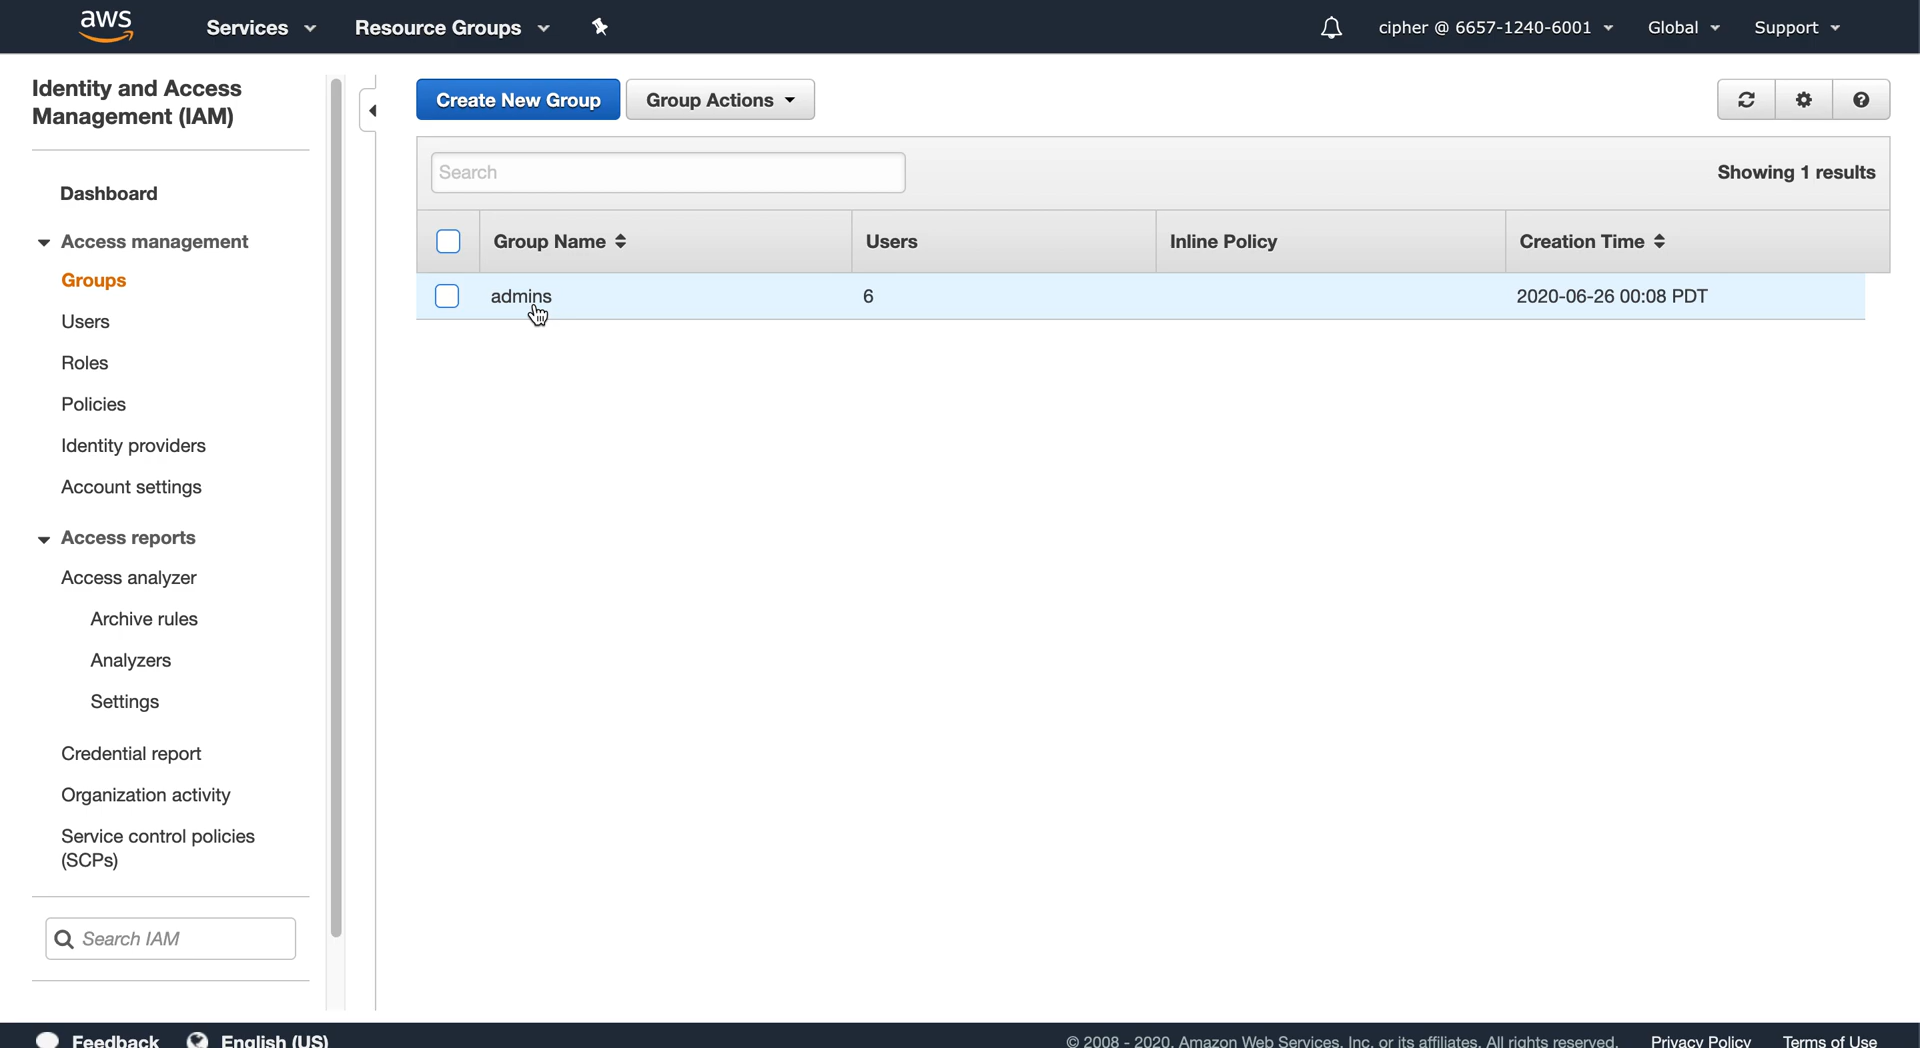 aws Services Resource Groups cipher @ 6657-1240-6001 Global Support
Identity and Access
Management (IAM)
Dashboard
Access management
Groups
Users
Roles
Policies
Identity providers
Account settings
Access reports
Access analyzer
Archive rules
Analyzers
Settings
Credential report
Organization activity
Service control policies
(SCPs)
Search IAM
Create New Group Group Actions
Search Showing 1 results
Group Name Users Inline Policy Creation Time
admins 6 2020-06-26 00:08 PDT
Feedback English (US) © 2008 - 2020, Amazon Web Services, Inc. or its affiliates. All rights reserved. Privacy Policy Terms of Use